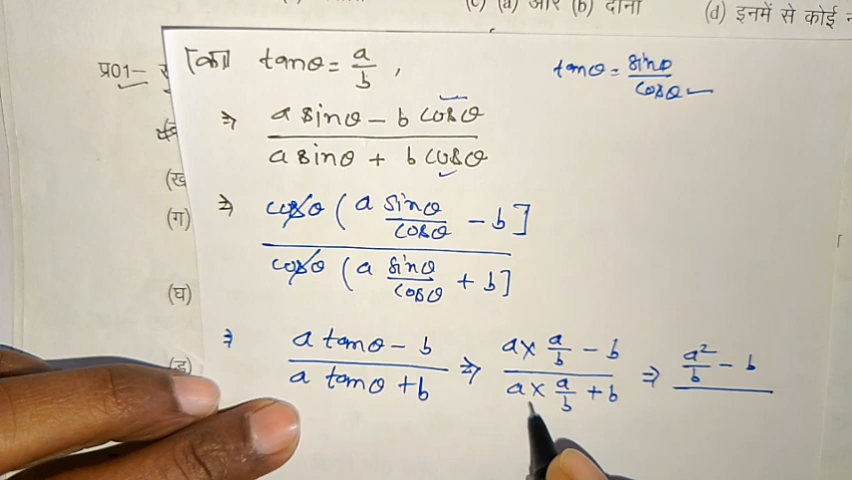 (c) (a) और (b) दोनों
(d) इनमें से कोई
प्र01–
का tanθ = a/b ,
tanθ = sinθ/cosθ
⇒ (a sinθ – b cosθ)/(a sinθ + b cosθ)
(ख
(ग) ⇒ cosθ ( a sinθ/cosθ – b ] / cosθ ( a sinθ/cosθ + b ]
(घ)
⇒ (a tanθ – b)/(a tanθ + b) ⇒ (a × a/b – b)/(a × a/b + b) ⇒ a²/b – b